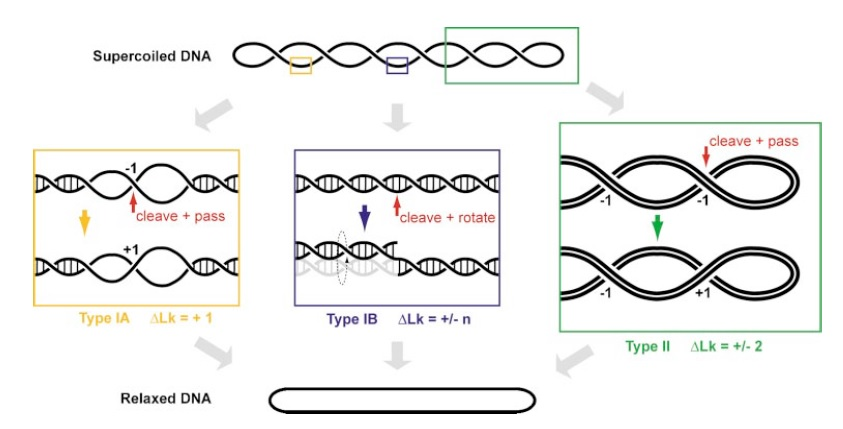 Supercoiled DNA
-1
cleave + pass
+1
Type IA ΔLk = + 1
cleave + rotate
Type IB ΔLk = +/- n
cleave + pass
-1
-1
-1
+1
Type II ΔLk = +/- 2
Relaxed DNA